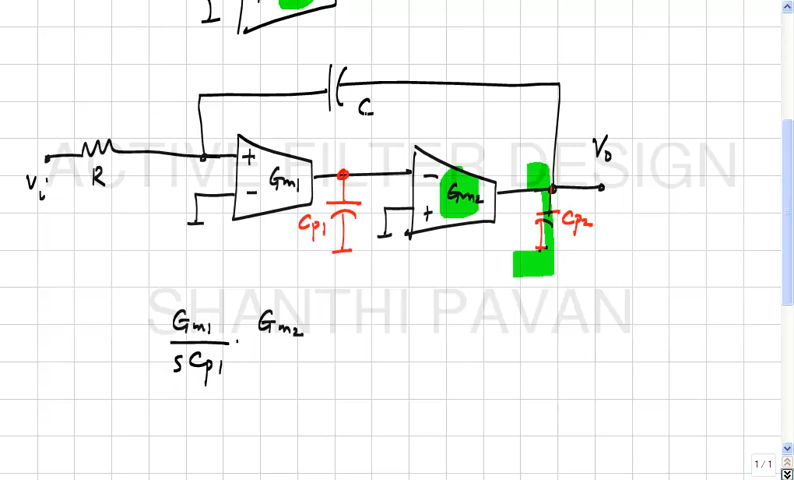 C
Vi
R
+
-
Gm1
Cp1
-
+
Gm2
Vo
Cp2
ACTIVE FILTER DESIGN
SHANTHI PAVAN
Gm1 / sCp1 · Gm2
1/1